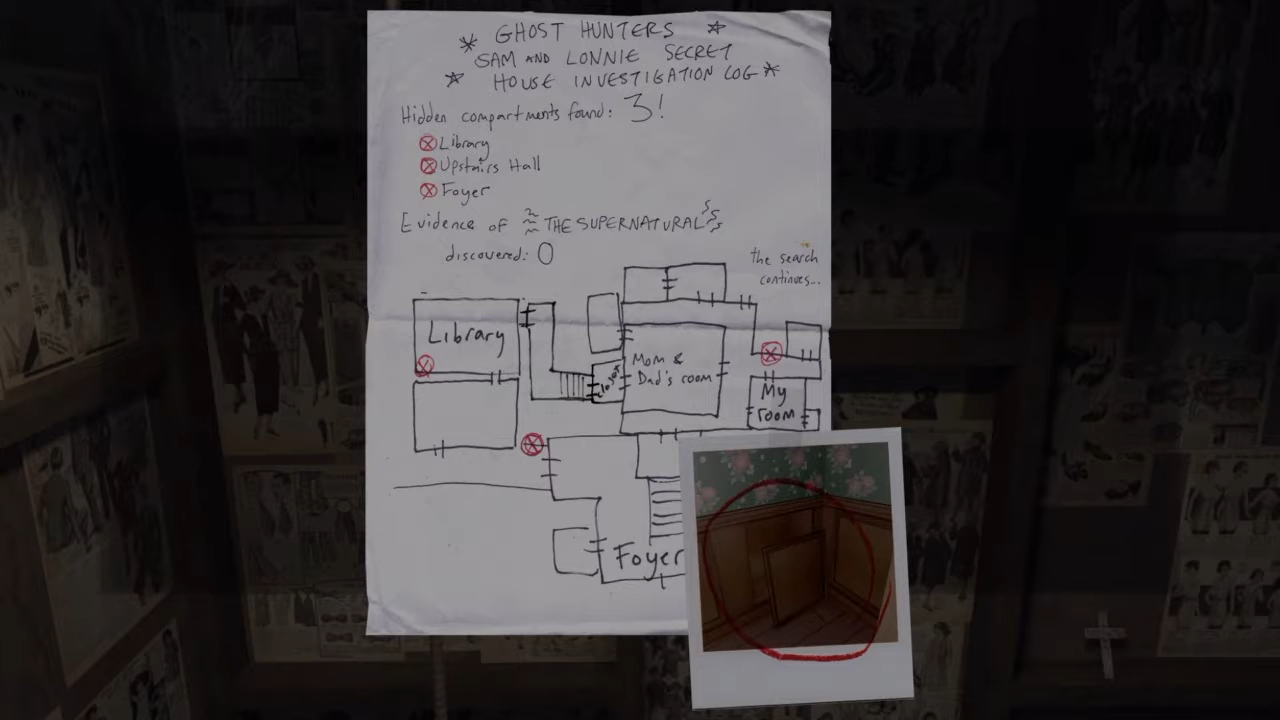 GHOST HUNTERS
SAM AND LONNIE SECRET
HOUSE INVESTIGATION LOG
Hidden compartments found: 3!
Library
Upstairs Hall
Foyer
Evidence of THE SUPERNATURAL
discovered: 0
the search
continues...
Library
Mom &
Dad's room
closet
My
room
Foyer